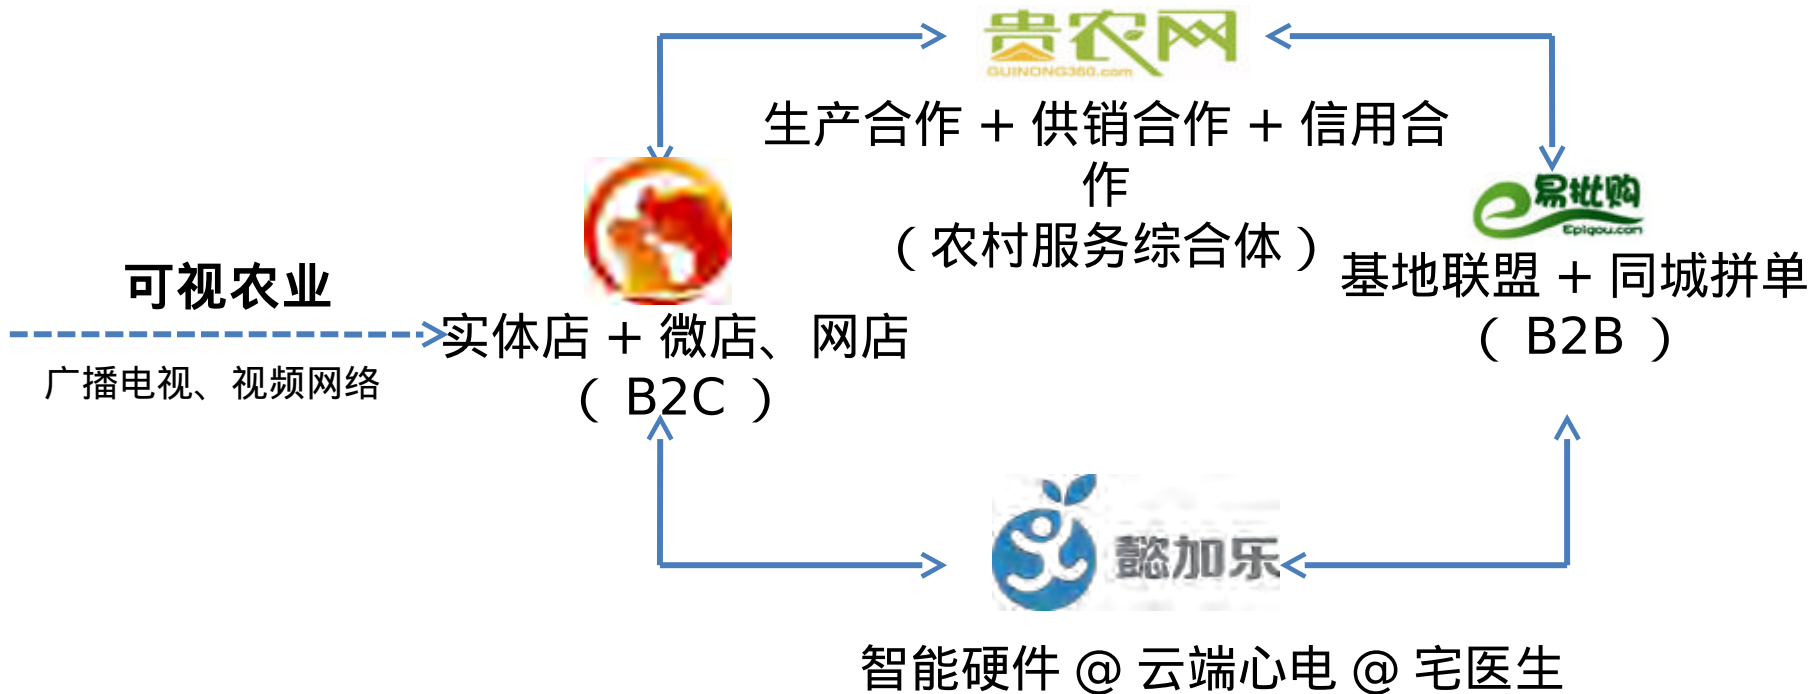 贵农网
GUINONG360.com
生产合作 + 供销合作 + 信用合
作
（农村服务综合体）
易批购
Epigou.com
基地联盟 + 同城拼单
（ B2B ）
可视农业
广播电视、视频网络
实体店 + 微店、网店
（ B2C ）
懿加乐
智能硬件 @ 云端心电 @ 宅医生